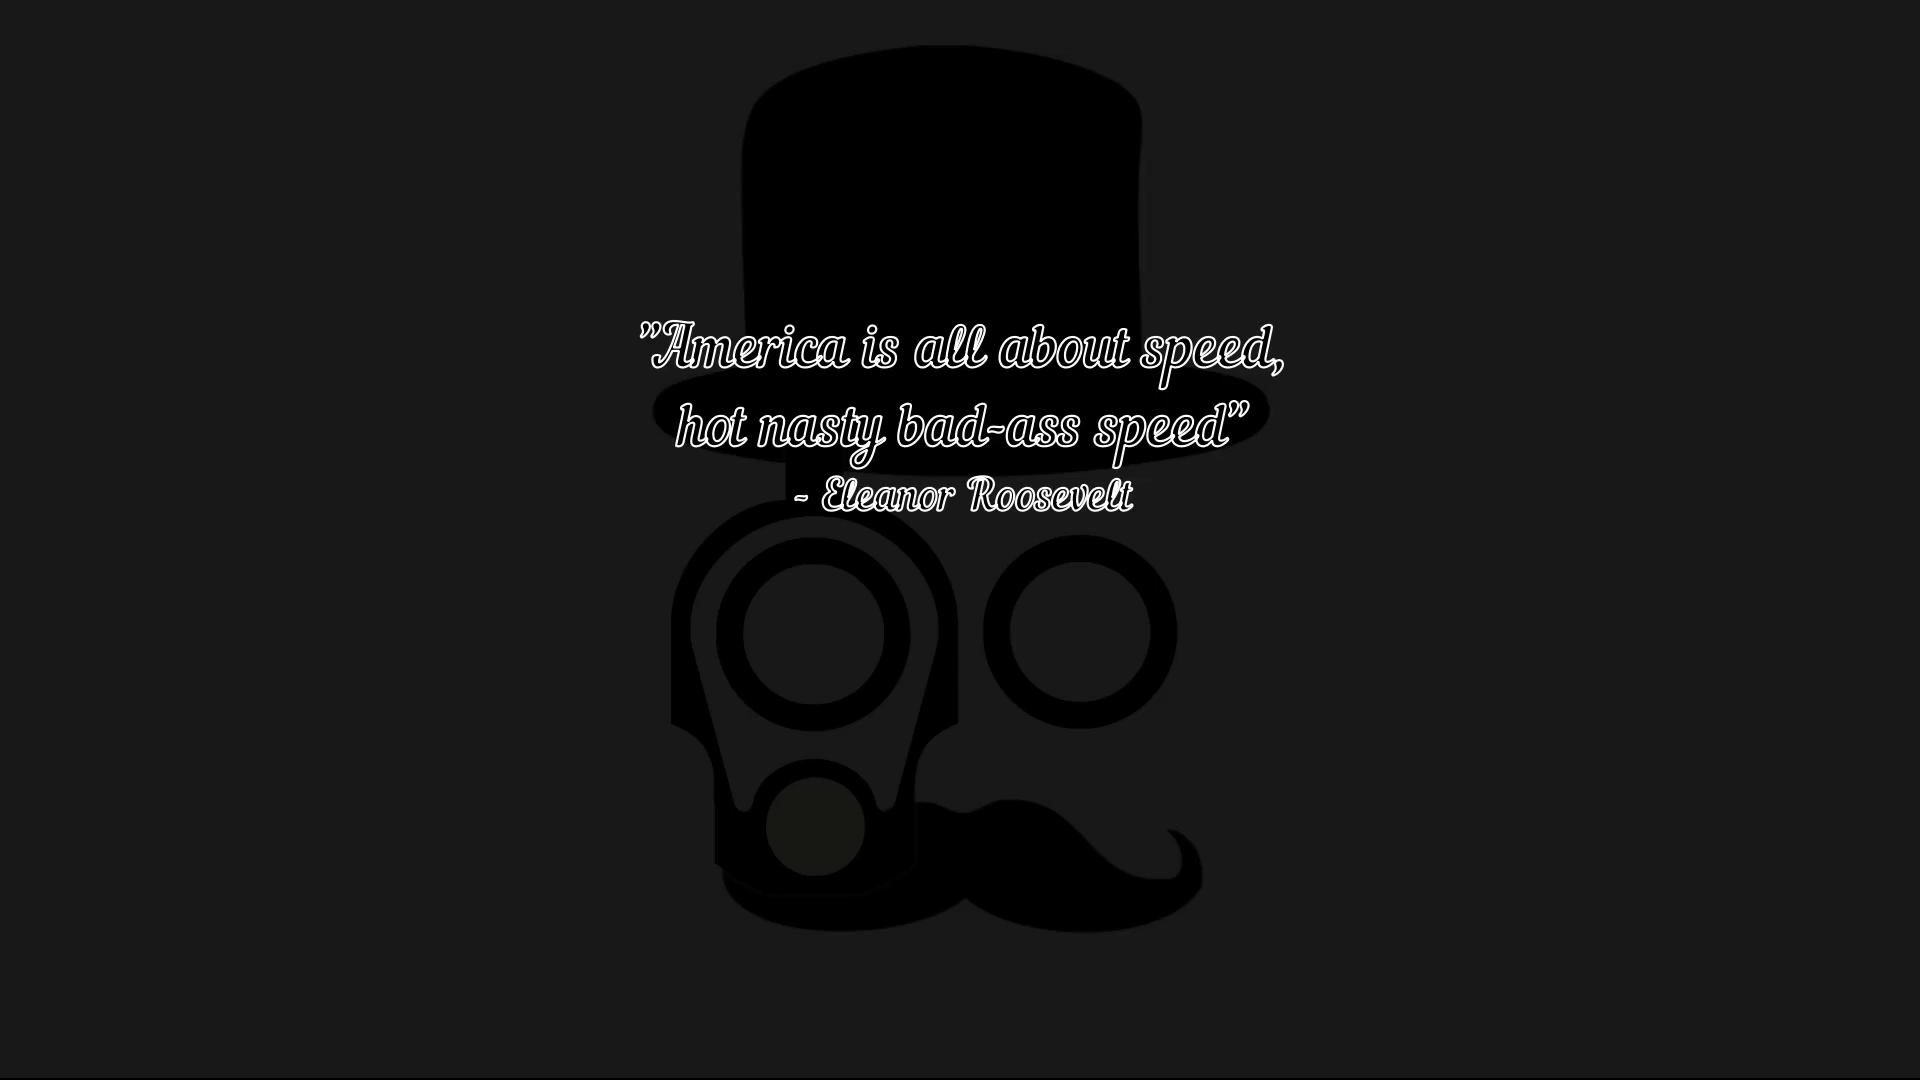 ”America is all about speed,
hot nasty bad-ass speed”
- Eleanor Roosevelt